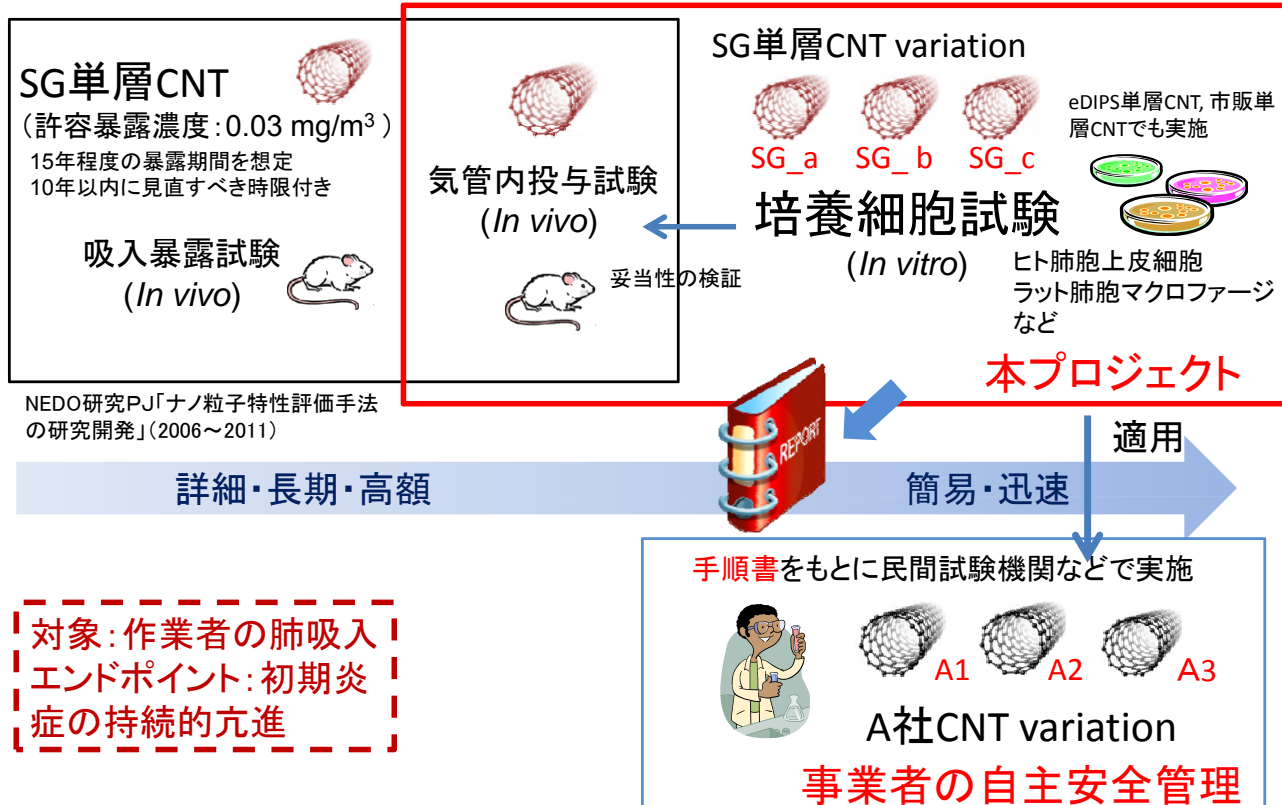 SG単層CNT
（許容暴露濃度：0.03 mg/m³ ）
15年程度の暴露期間を想定
10年以内に見直すべき時限付き
吸入暴露試験
(In vivo)
気管内投与試験
(In vivo)
妥当性の検証
SG単層CNT variation
SG_a
SG_ b
SG_c
eDIPS単層CNT, 市販単
層CNTでも実施
培養細胞試験
(In vitro)
ヒト肺胞上皮細胞
ラット肺胞マクロファージ
など
本プロジェクト
NEDO研究PJ「ナノ粒子特性評価手法
の研究開発」（2006～2011）
REPORT
適用
詳細・長期・高額
簡易・迅速
対象：作業者の肺吸入
エンドポイント：初期炎
症の持続的亢進
手順書をもとに民間試験機関などで実施
A1
A2
A3
A社CNT variation
事業者の自主安全管理